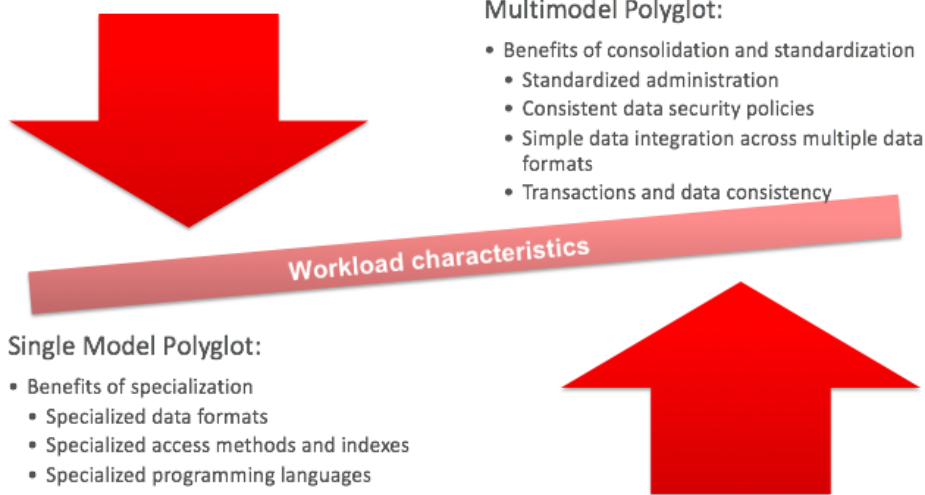 Multimodel Polyglot:
• Benefits of consolidation and standardization
• Standardized administration
• Consistent data security policies
• Simple data integration across multiple data
formats
• Transactions and data consistency
Workload characteristics
Single Model Polyglot:
• Benefits of specialization
• Specialized data formats
• Specialized access methods and indexes
• Specialized programming languages